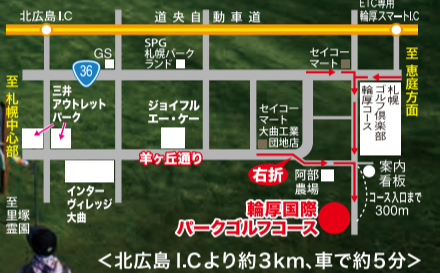 北広島I.C
道央自動車道
ETC専用
輪厚スマートI.C
36
GS
SPG
札幌パーク
ランド
セイコー
マート
至 恵庭方面
至 札幌中心部
三井
アウトレット
パーク
ジョイフル
エー・ケー
セイコー
マート
大曲工業
団地店
札幌
ゴルフ倶楽部
輪厚コース
羊ヶ丘通り
右折
阿部
農場
案内
看板
コース入口まで
300m
インター
ヴィレッジ
大曲
至
里塚
霊園
輪厚国際
パークゴルフコース
<北広島I.Cより約3km、車で約5分>